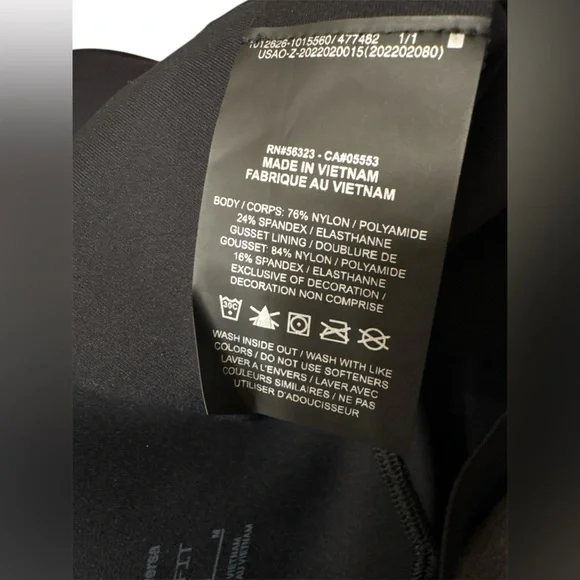 1012626-1015560/ 477482 1/1
USAO-Z-2022020015(202202080)
RN#56323 - CA#05553
MADE IN VIETNAM
FABRIQUE AU VIETNAM
BODY / CORPS: 76% NYLON / POLYAMIDE
24% SPANDEX / ELASTHANNE
GUSSET LINING / DOUBLURE DE
GOUSSET: 84% NYLON / POLYAMIDE
16% SPANDEX / ELASTHANNE
EXCLUSIVE OF DECORATION /
DECORATION NON COMPRISE
30C
WASH INSIDE OUT / WASH WITH LIKE
COLORS / DO NOT USE SOFTENERS
LAVER A L'ENVERS / LAVER AVEC
COULEURS SIMILAIRES / NE PAS
UTILISER D'ADOUCISSEUR
M
VIETNAM